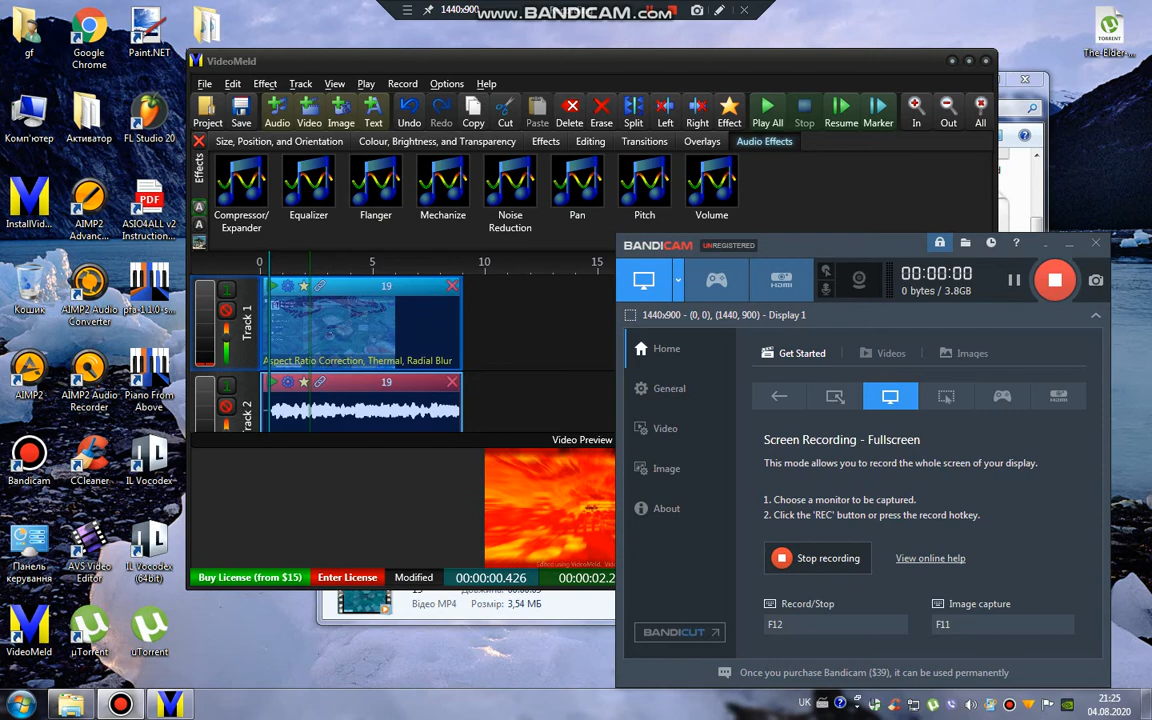 1440x900
www.BANDICAM.com
gf
Google Chrome
Paint.NET
The-Elder-...
VideoMeld
File Edit Effect Track View Play Record Options Help
Project Save Audio Video Image Text Undo Redo Copy Cut Paste Delete Erase Split Left Right Effect Play All Stop Resume Marker In Out All
Size, Position, and Orientation Colour, Brightness, and Transparency Effects Editing Transitions Overlays Audio Effects
Effects
Compressor/ Expander
Equalizer
Flanger
Mechanize
Noise Reduction
Pan
Pitch
Volume
Комп'ютер
Активатор
FL Studio 20
InstallVid...
AIMP2 Advanc...
ASIO4ALL v2 Instruction...
Кошик
AIMP2 Audio Converter
pfa-1.1.0-s...
AIMP2
AIMP2 Audio Recorder
Piano From Above
Bandicam
CCleaner
IL Vocodex
Панель керування
AVS Video Editor
IL Vocodex (64bit)
VideoMeld
µTorrent
uTorrent
0 5 10 15
Track 1
19
Aspect Ratio Correction, Thermal, Radial Blur
Track 2
19
Video Preview
Buy License (from $15) Enter License Modified 00:00:00.426 00:00:02.2
Відео MP4 Розмір: 3,54 МБ
BANDICAM UNREGISTERED
00:00:00
0 bytes / 3.8GB
1440x900 - (0, 0), (1440, 900) - Display 1
Home
General
Video
Image
About
Get Started Videos Images
Screen Recording - Fullscreen
This mode allows you to record the whole screen of your display.
1. Choose a monitor to be captured.
2. Click the 'REC' button or press the record hotkey.
Stop recording View online help
Record/Stop Image capture
F12 F11
BANDICUT
Once you purchase Bandicam ($39), it can be used permanently
UK
21:25
04.08.2020